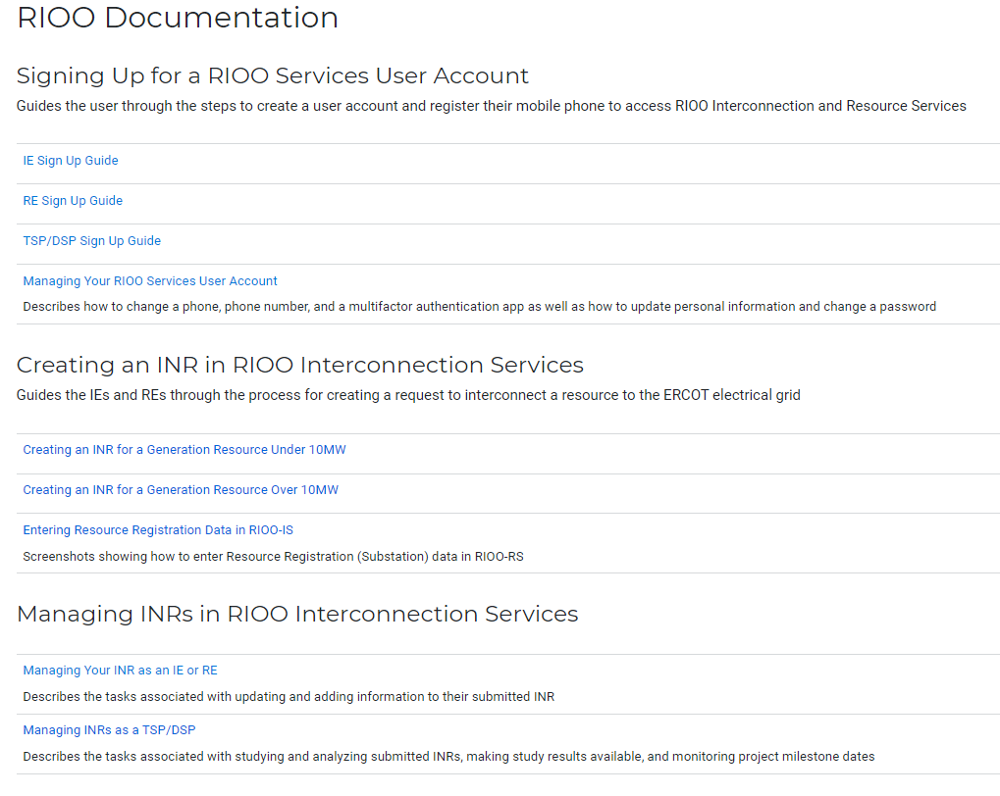 RIOO Documentation
Signing Up for a RIOO Services User Account
Guides the user through the steps to create a user account and register their mobile phone to access RIOO Interconnection and Resource Services
IE Sign Up Guide
RE Sign Up Guide
TSP/DSP Sign Up Guide
Managing Your RIOO Services User Account
Describes how to change a phone, phone number, and a multifactor authentication app as well as how to update personal information and change a password
Creating an INR in RIOO Interconnection Services
Guides the IEs and REs through the process for creating a request to interconnect a resource to the ERCOT electrical grid
Creating an INR for a Generation Resource Under 10MW
Creating an INR for a Generation Resource Over 10MW
Entering Resource Registration Data in RIOO-IS
Screenshots showing how to enter Resource Registration (Substation) data in RIOO-RS
Managing INRs in RIOO Interconnection Services
Managing Your INR as an IE or RE
Describes the tasks associated with updating and adding information to their submitted INR
Managing INRs as a TSP/DSP
Describes the tasks associated with studying and analyzing submitted INRs, making study results available, and monitoring project milestone dates